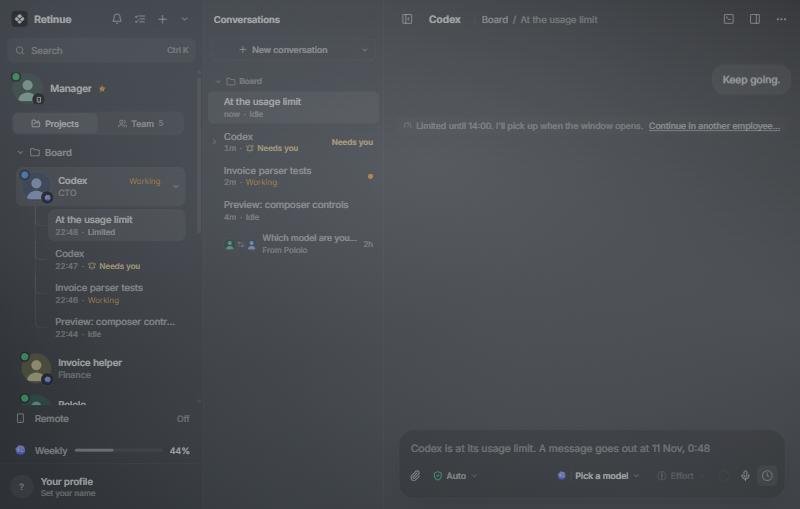 Retinue
Search
Ctrl K
Manager
Projects
Team 5
Board
Codex
Working
CTO
At the usage limit
22:48 · Limited
Codex
22:47 · Needs you
Invoice parser tests
22:46 · Working
Preview: composer contr...
22:44 · Idle
Invoice helper
Finance
Pololo
Remote
Off
Weekly
44%
?
Your profile
Set your name
Conversations
New conversation
Board
At the usage limit
now · Idle
Codex
1m · Needs you
Needs you
Invoice parser tests
2m · Working
Preview: composer controls
4m · Idle
Which model are you...
2h
From Pololo
Codex
Board / At the usage limit
Keep going.
Limited until 14:00. I'll pick up when the window opens. Continue in another employee...
Codex is at its usage limit. A message goes out at 11 Nov, 0:48
Auto
Pick a model
Effort